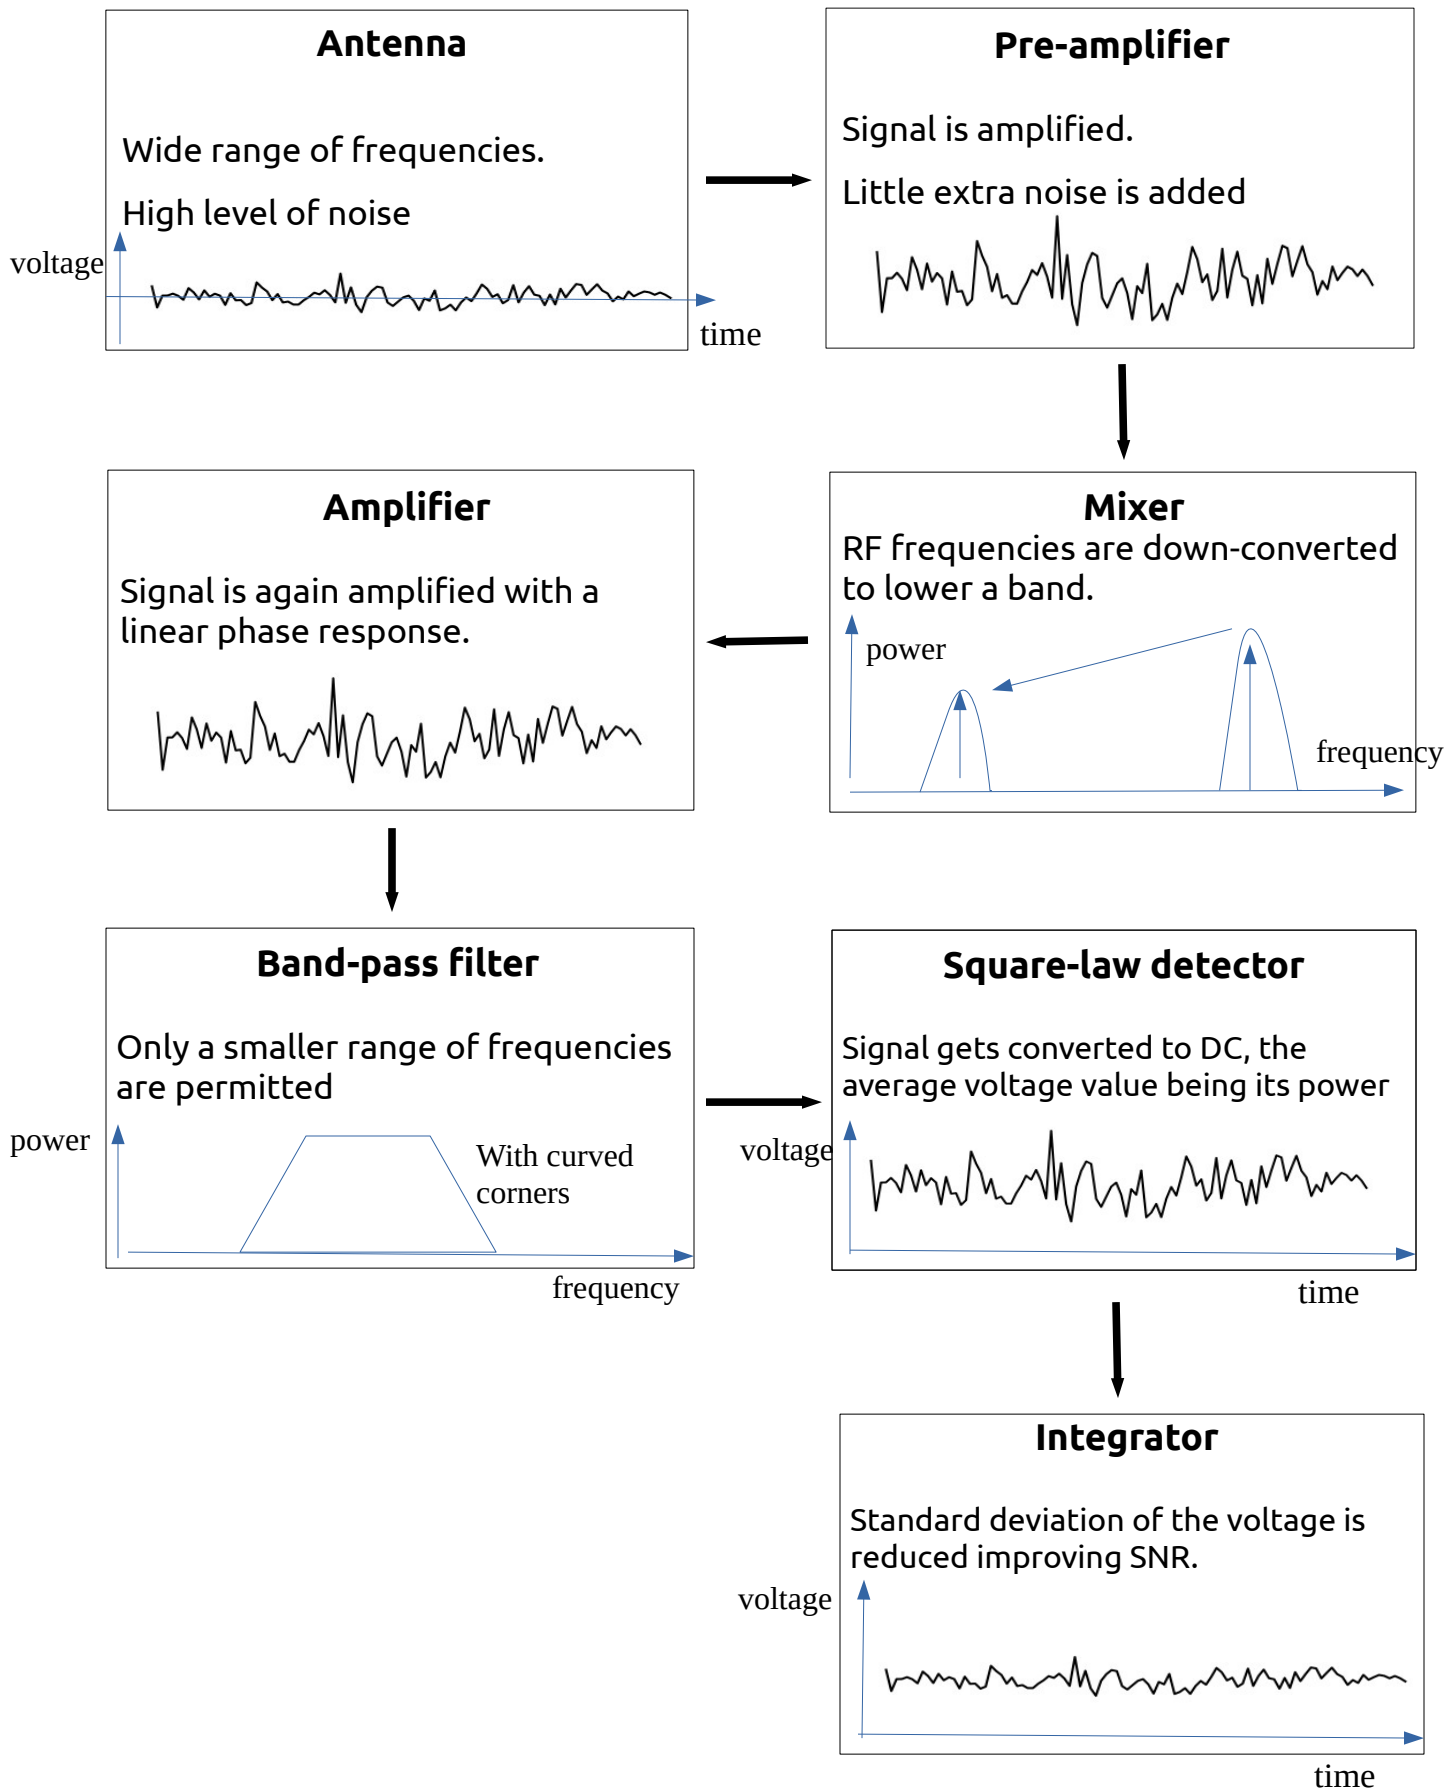 Antenna
Wide range of frequencies.
High level of noise
voltage
time
Pre-amplifier
Signal is amplified.
Little extra noise is added
Mixer
RF frequencies are down-converted
to lower a band.
power
frequency
Amplifier
Signal is again amplified with a
linear phase response.
Band-pass filter
Only a smaller range of frequencies
are permitted
power
With curved
corners
frequency
Square-law detector
Signal gets converted to DC, the
average voltage value being its power
voltage
time
Integrator
Standard deviation of the voltage is
reduced improving SNR.
voltage
time